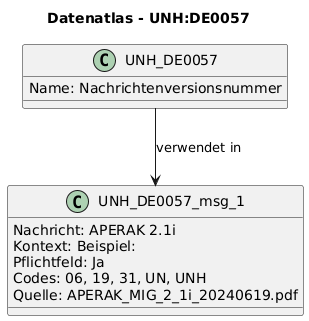 Datenatlas - UNH:DE0057
C UNH_DE0057
Name: Nachrichtenversionsnummer
verwendet in
C UNH_DE0057_msg_1
Nachricht: APERAK 2.1i
Kontext: Beispiel:
Pflichtfeld: Ja
Codes: 06, 19, 31, UN, UNH
Quelle: APERAK_MIG_2_1i_20240619.pdf